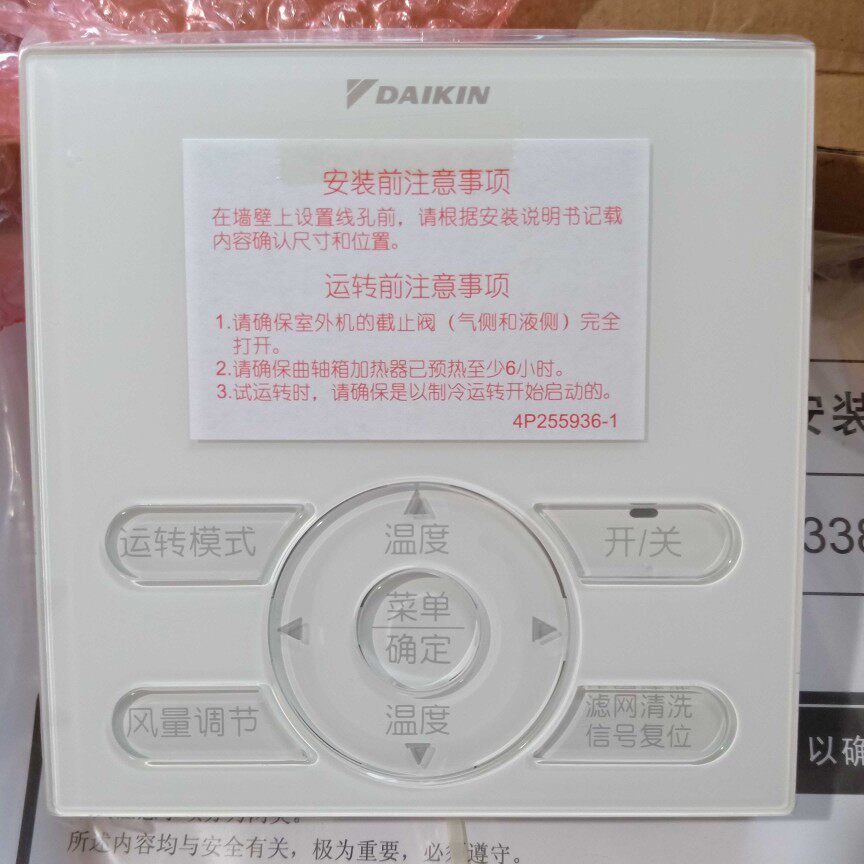 DAIKIN
安装前注意事项
在墙壁上设置线孔前，请根据安装说明书记载
内容确认尺寸和位置。
运转前注意事项
1.请确保室外机的截止阀（气侧和液侧）完全
打开。
2.请确保曲轴箱加热器已预热至少6小时。
3.试运转时，请确保是以制冷运转开始启动的。
4P255936-1
安装
338
运转模式
温度
开/关
菜单
确定
风量调节
温度
滤网清洗
信号复位
以确
所述内容均与安全有关，极为重要，必须遵守。